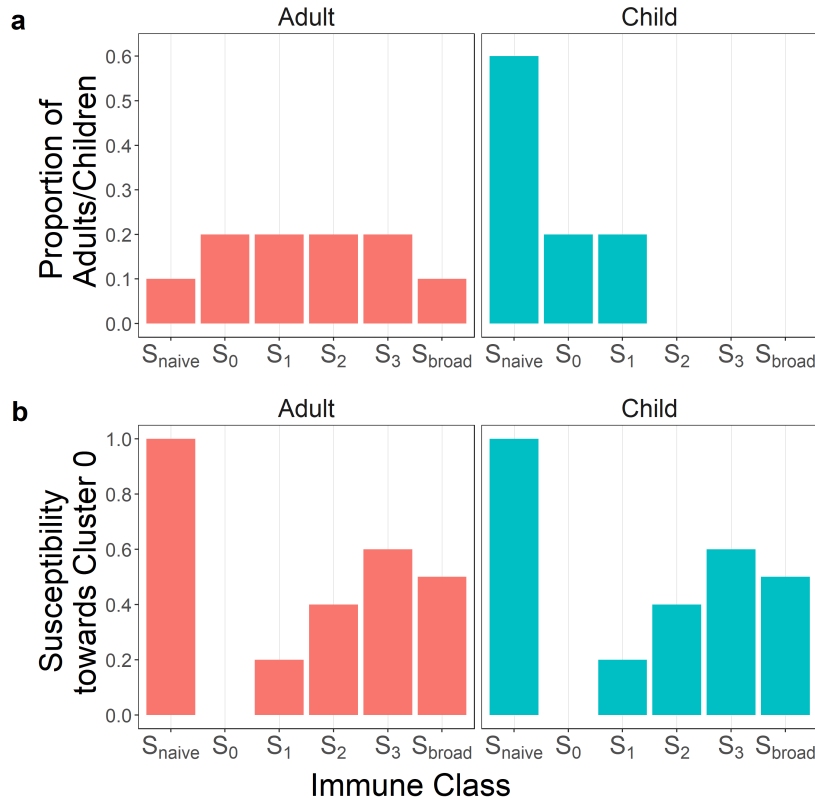 a
Adult Child
Proportion of
Adults/Children
0.6
0.5
0.4
0.3
0.2
0.1
0.0
Snaive S0 S1 S2 S3 Sbroad Snaive S0 S1 S2 S3 Sbroad
b
Adult Child
Susceptibility
towards Cluster 0
1.0
0.8
0.6
0.4
0.2
0.0
Snaive S0 S1 S2 S3 Sbroad Snaive S0 S1 S2 S3 Sbroad
Immune Class